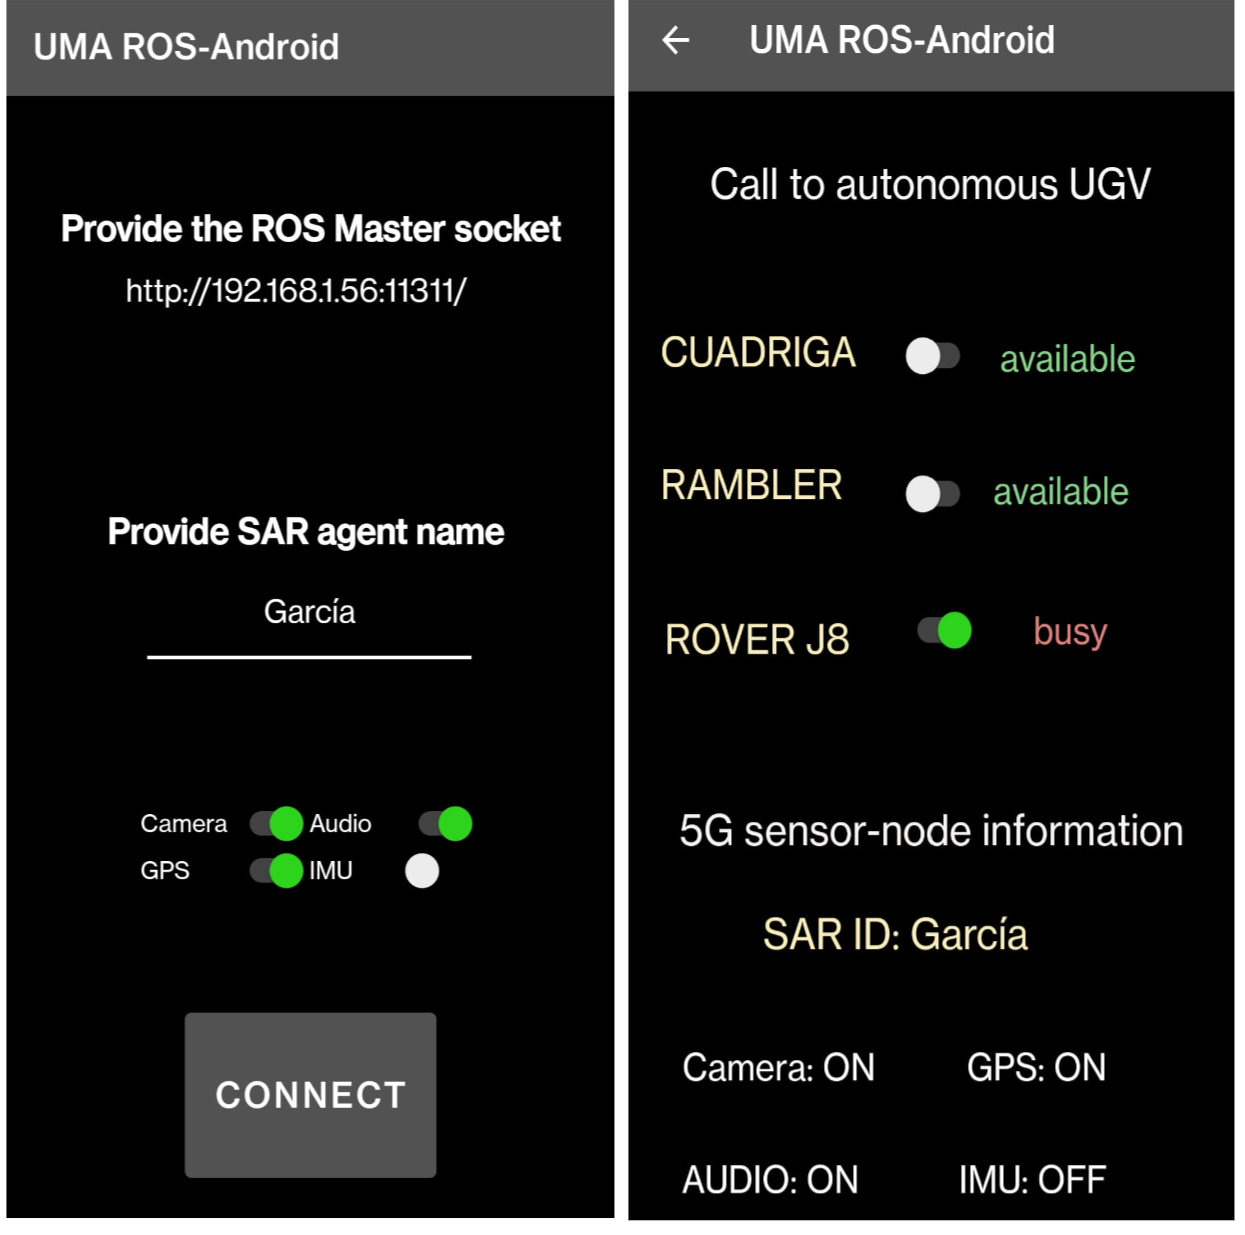 UMA ROS-Android
Provide the ROS Master socket
http://192.168.1.56:11311/
Provide SAR agent name
García
Camera Audio
GPS IMU
CONNECT
UMA ROS-Android
Call to autonomous UGV
CUADRIGA available
RAMBLER available
ROVER J8 busy
5G sensor-node information
SAR ID: García
Camera: ON GPS: ON
AUDIO: ON IMU: OFF